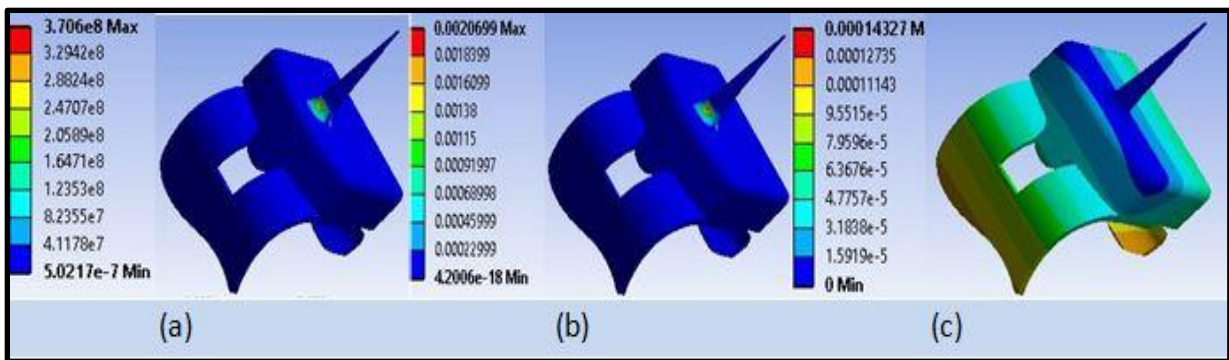 3.706e8 Max
3.2942e8
2.8824e8
2.4707e8
2.0589e8
1.6471e8
1.2353e8
8.2355e7
4.1178e7
5.0217e-7 Min
0.0020699 Max
0.0018399
0.0016099
0.00138
0.00115
0.00091997
0.00068998
0.00045999
0.00022999
4.2006e-18 Min
0.00014327 M
0.00012735
0.00011143
9.5515e-5
7.9596e-5
6.3676e-5
4.7757e-5
3.1838e-5
1.5919e-5
0 Min
(a)
(b)
(c)